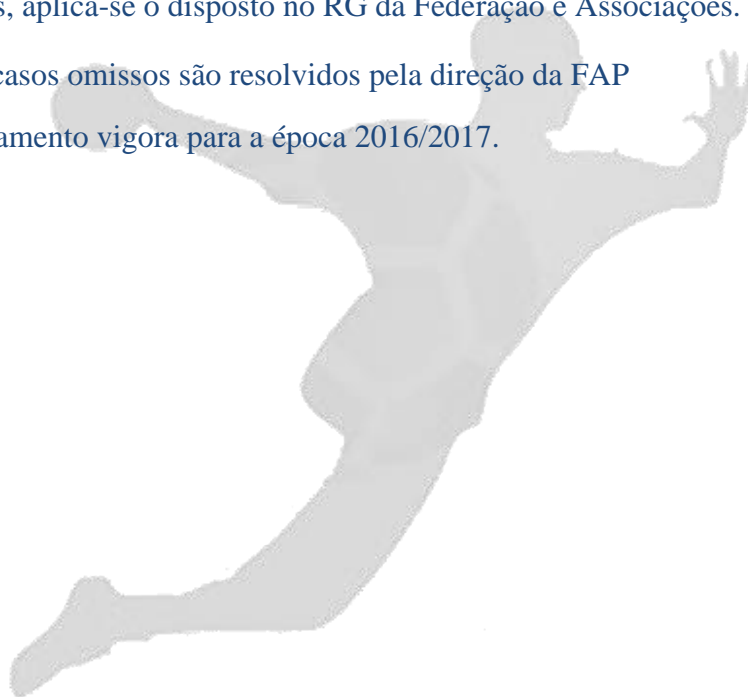 s, aplica-se o disposto no RG da Federação e Associações.
casos omissos são resolvidos pela direção da FAP
amento vigora para a época 2016/2017.